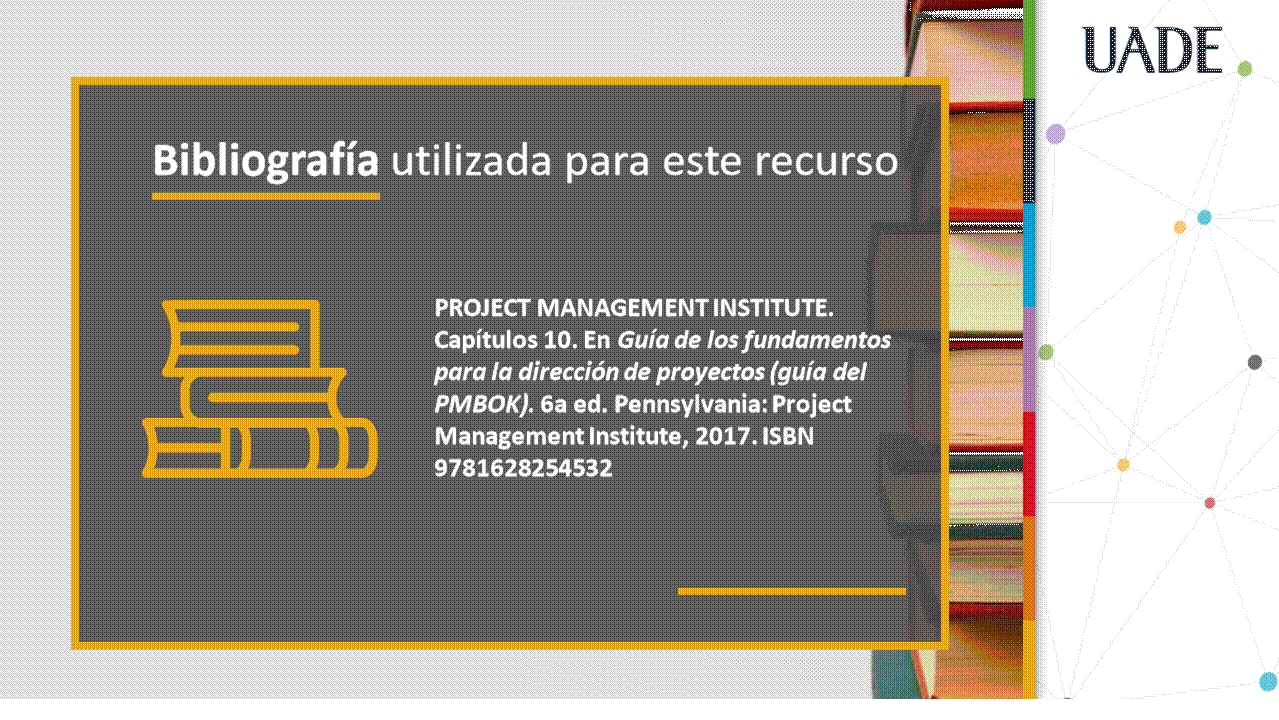 UADE
Bibliografía utilizada para este recurso
PROJECT MANAGEMENT INSTITUTE.
Capítulos 10. En Guía de los fundamentos
para la dirección de proyectos (guía del
PMBOK). 6a ed. Pennsylvania: Project
Management Institute, 2017. ISBN
9781628254532